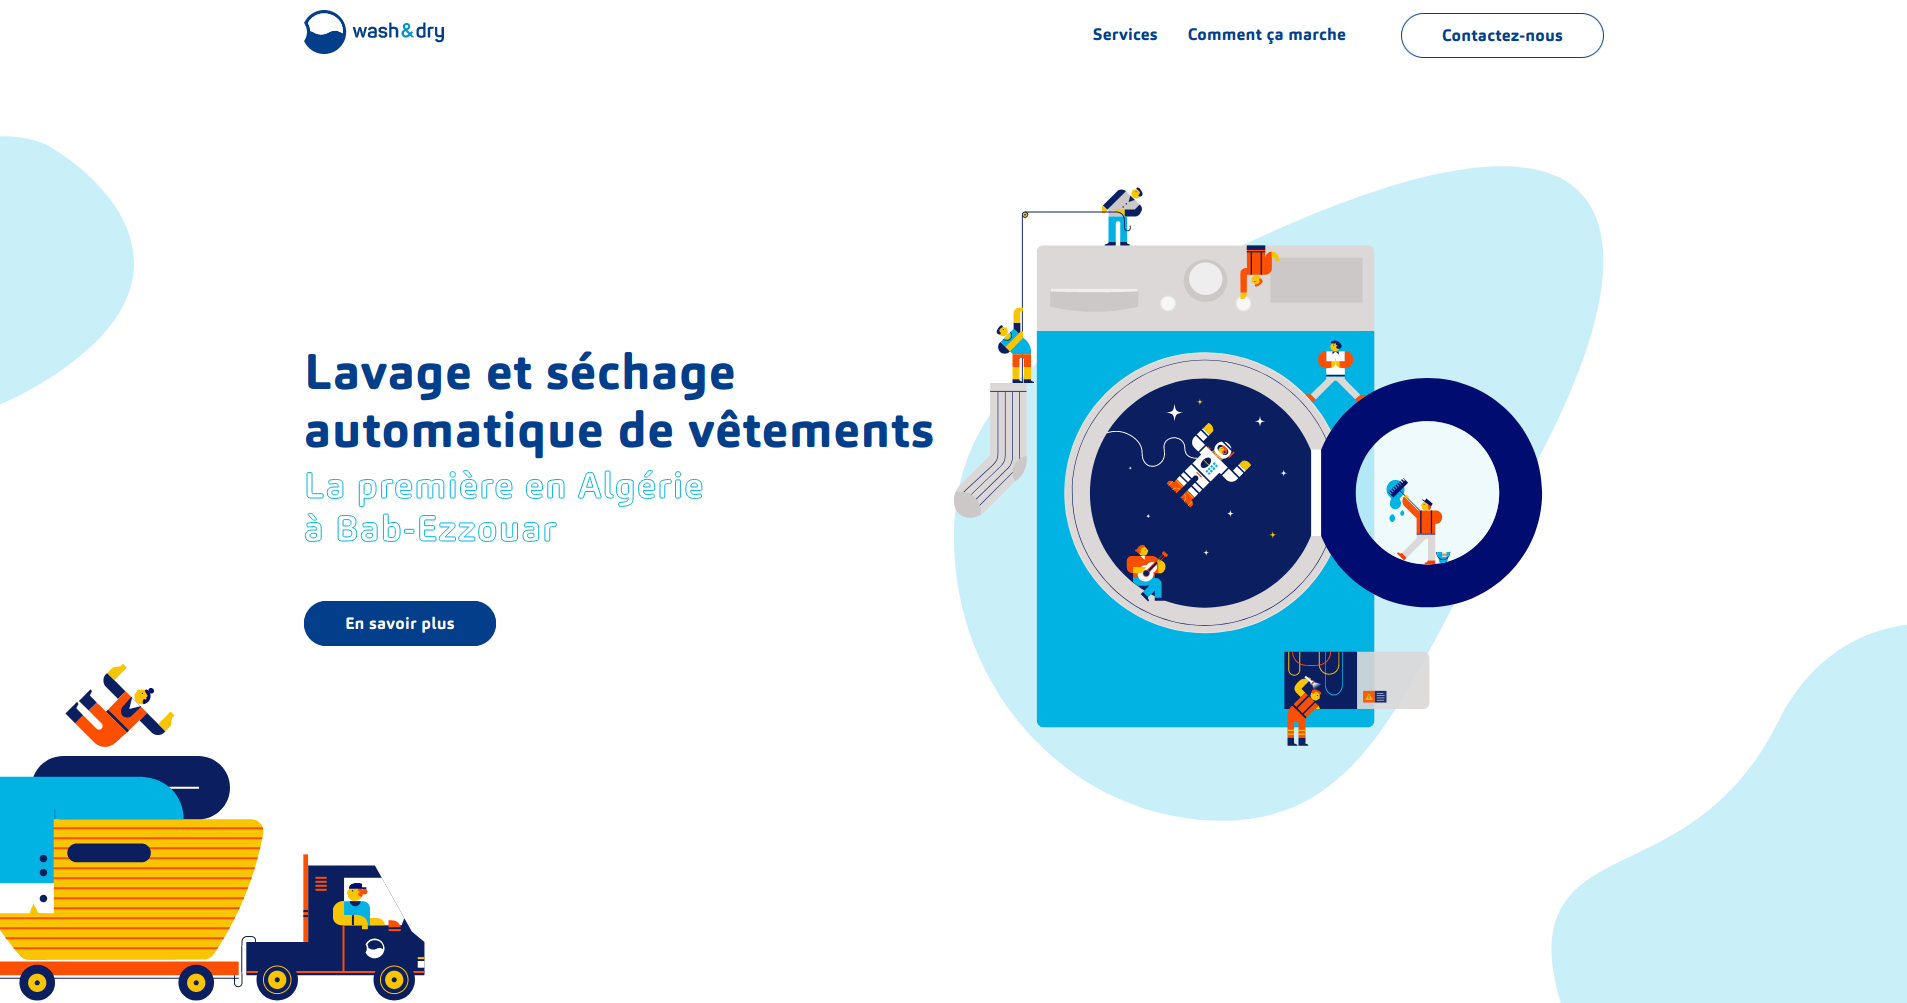 wash&dry
Services
Comment ça marche
Contactez-nous
Lavage et séchage
automatique de vêtements
La première en Algérie
à Bab-Ezzouar
En savoir plus